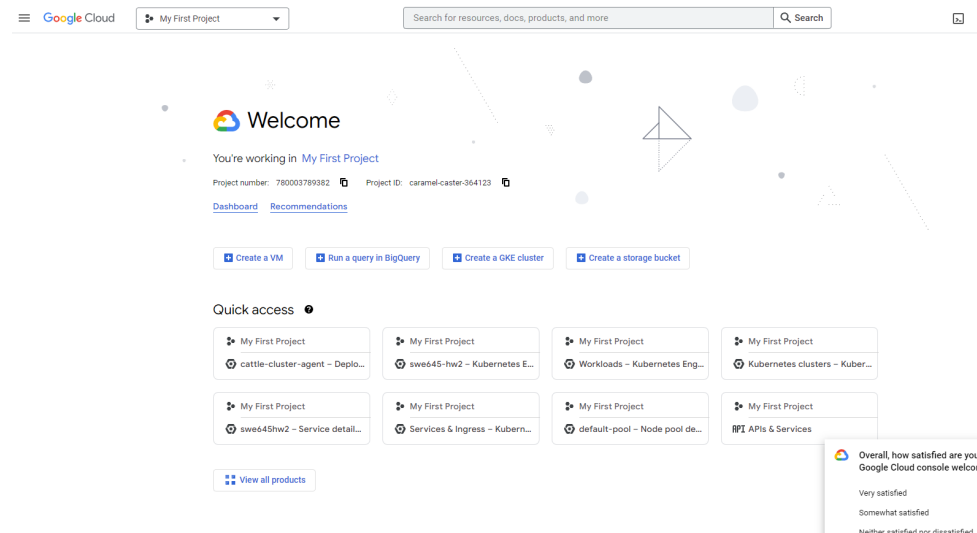 Google Cloud
My First Project
Search for resources, docs, products, and more
Search
Welcome
You're working in My First Project
Project number: 780003789382 Project ID: caramel-caster-364123
Dashboard Recommendations
Create a VM
Run a query in BigQuery
Create a GKE cluster
Create a storage bucket
Quick access
My First Project
cattle-cluster-agent – Deplo...
My First Project
swe645-hw2 – Kubernetes E...
My First Project
Workloads – Kubernetes Eng...
My First Project
Kubernetes clusters – Kuber...
My First Project
swe645hw2 – Service detail...
My First Project
Services & Ingress – Kubern...
My First Project
default-pool – Node pool de...
My First Project
API APIs & Services
View all products
Overall, how satisfied are you
Google Cloud console welcor
Very satisfied
Somewhat satisfied
Neither satisfied nor dissatisfied